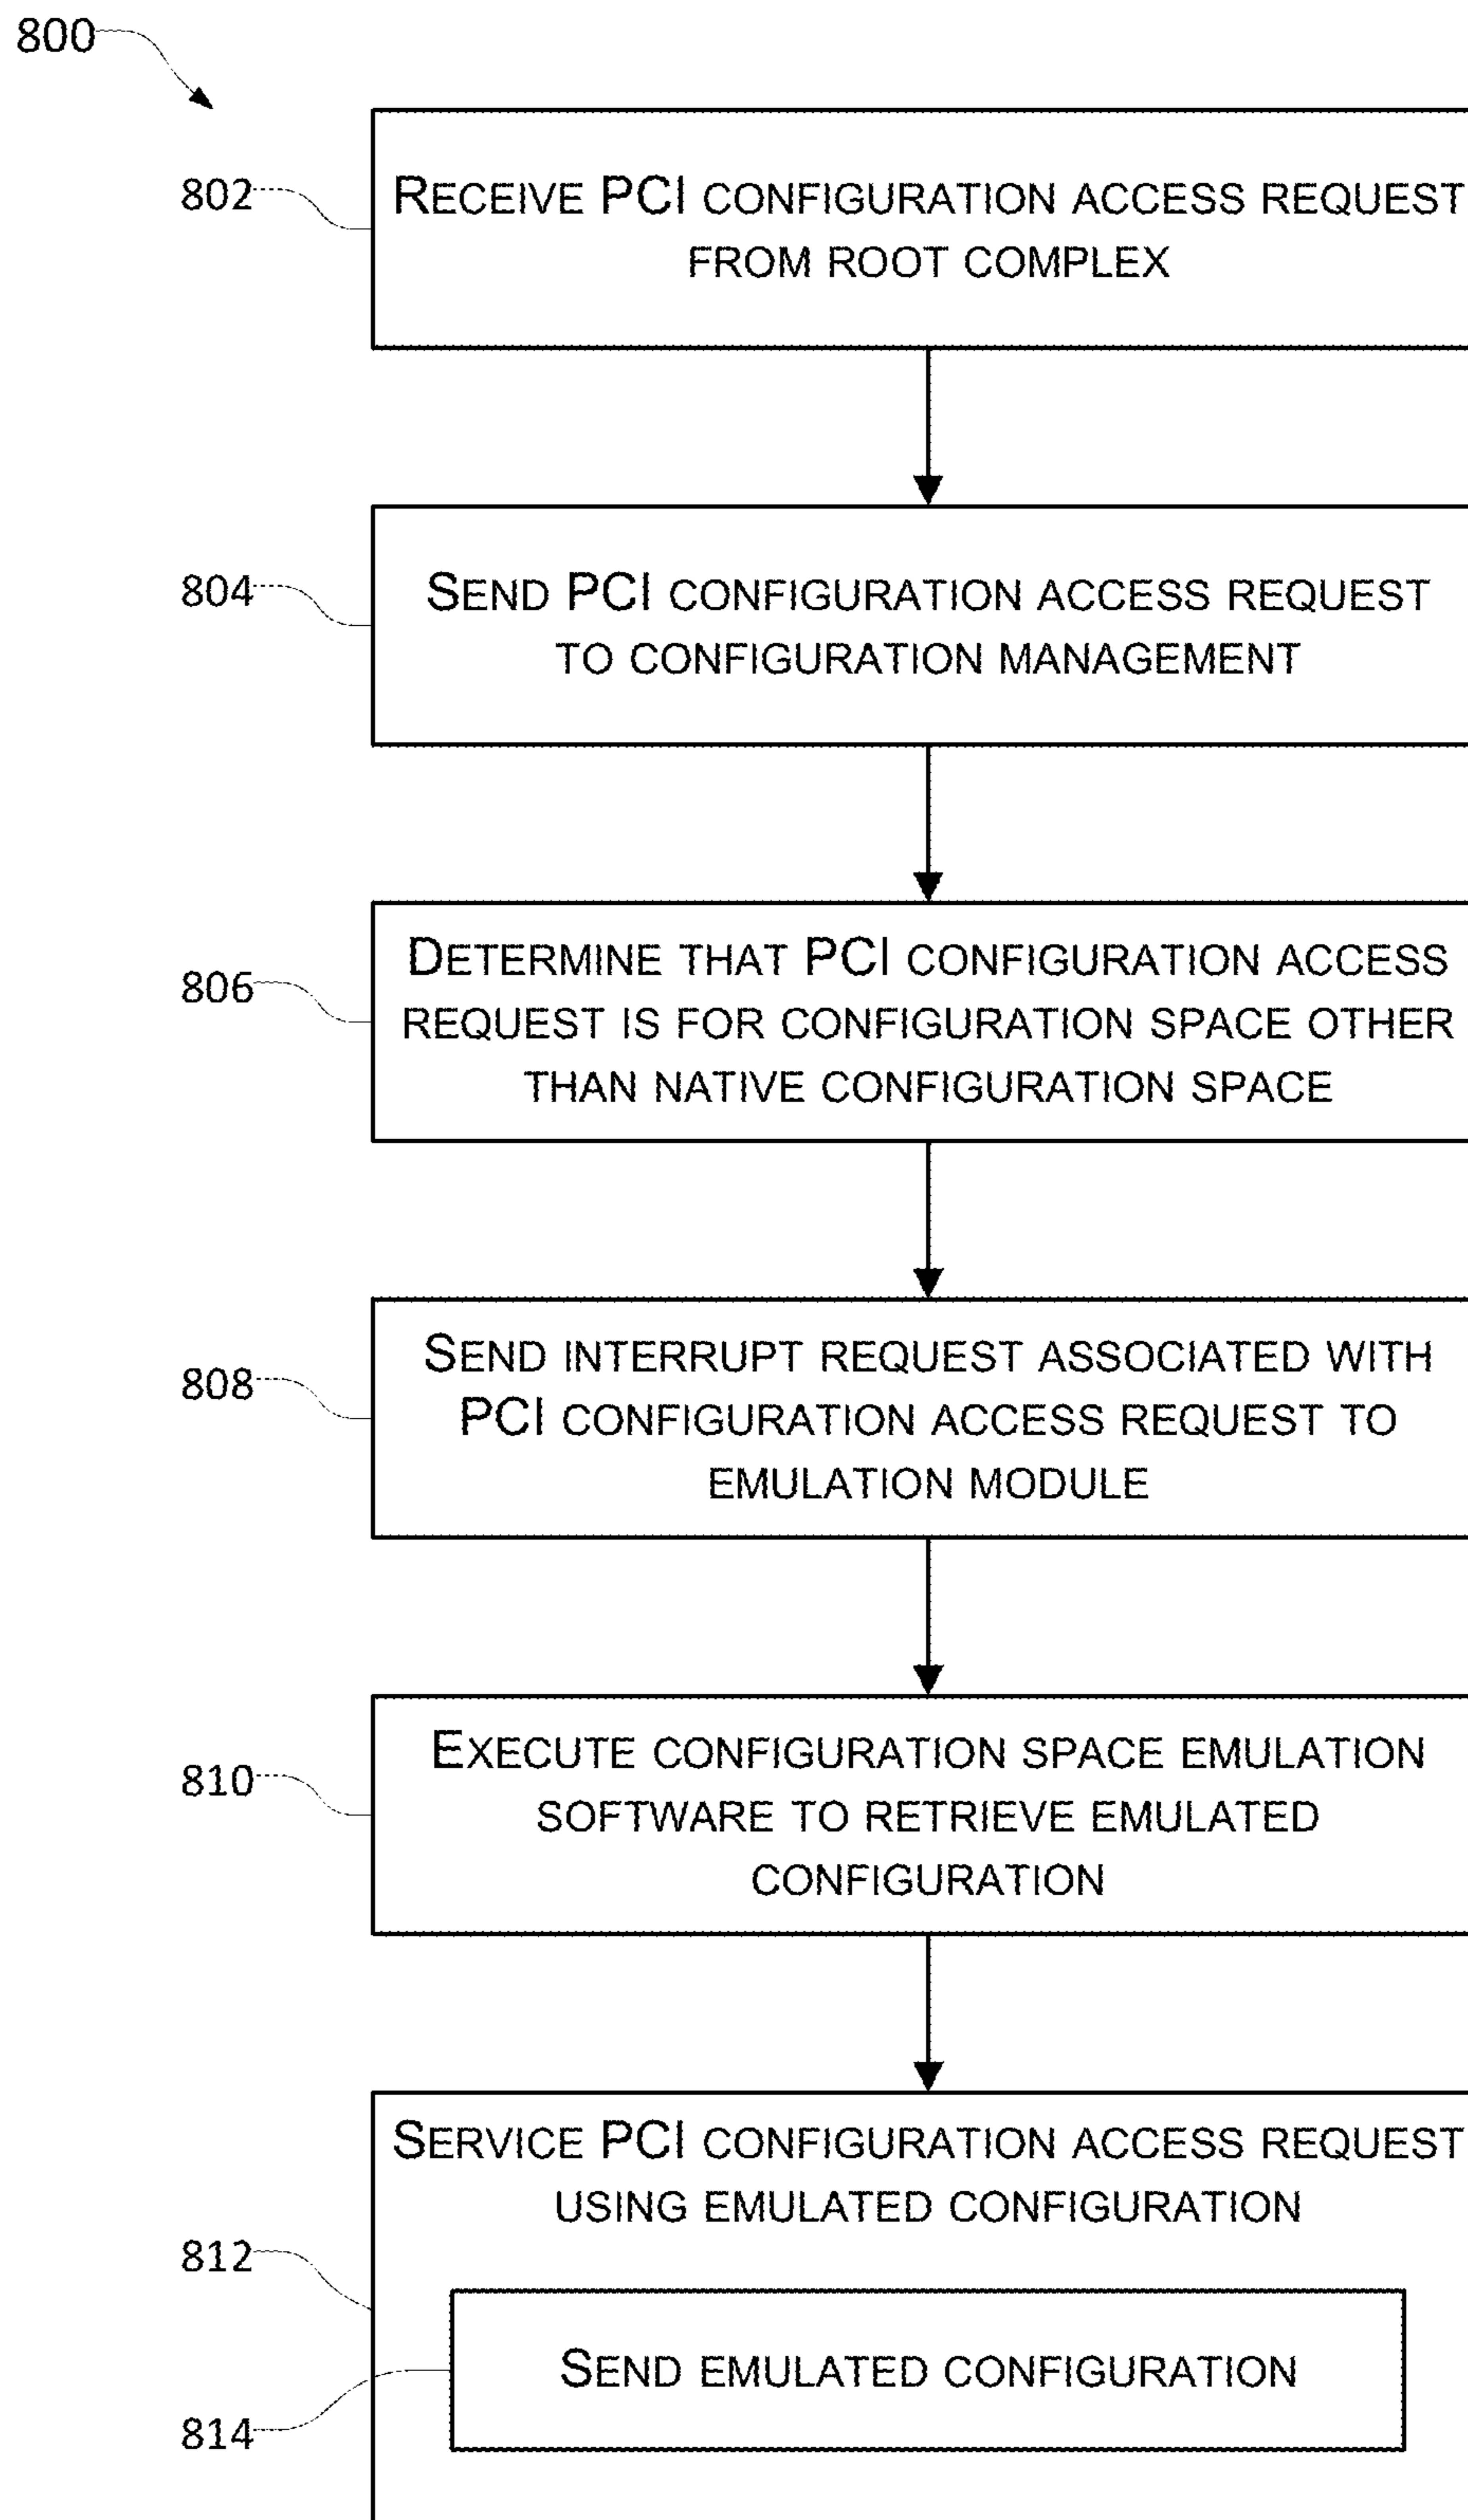 800
802
RECEIVE PCI CONFIGURATION ACCESS REQUEST
FROM ROOT COMPLEX
804
SEND PCI CONFIGURATION ACCESS REQUEST
TO CONFIGURATION MANAGEMENT
806
DETERMINE THAT PCI CONFIGURATION ACCESS
REQUEST IS FOR CONFIGURATION SPACE OTHER
THAN NATIVE CONFIGURATION SPACE
808
SEND INTERRUPT REQUEST ASSOCIATED WITH
PCI CONFIGURATION ACCESS REQUEST TO
EMULATION MODULE
810
EXECUTE CONFIGURATION SPACE EMULATION
SOFTWARE TO RETRIEVE EMULATED
CONFIGURATION
812
SERVICE PCI CONFIGURATION ACCESS REQUEST
USING EMULATED CONFIGURATION
814
SEND EMULATED CONFIGURATION